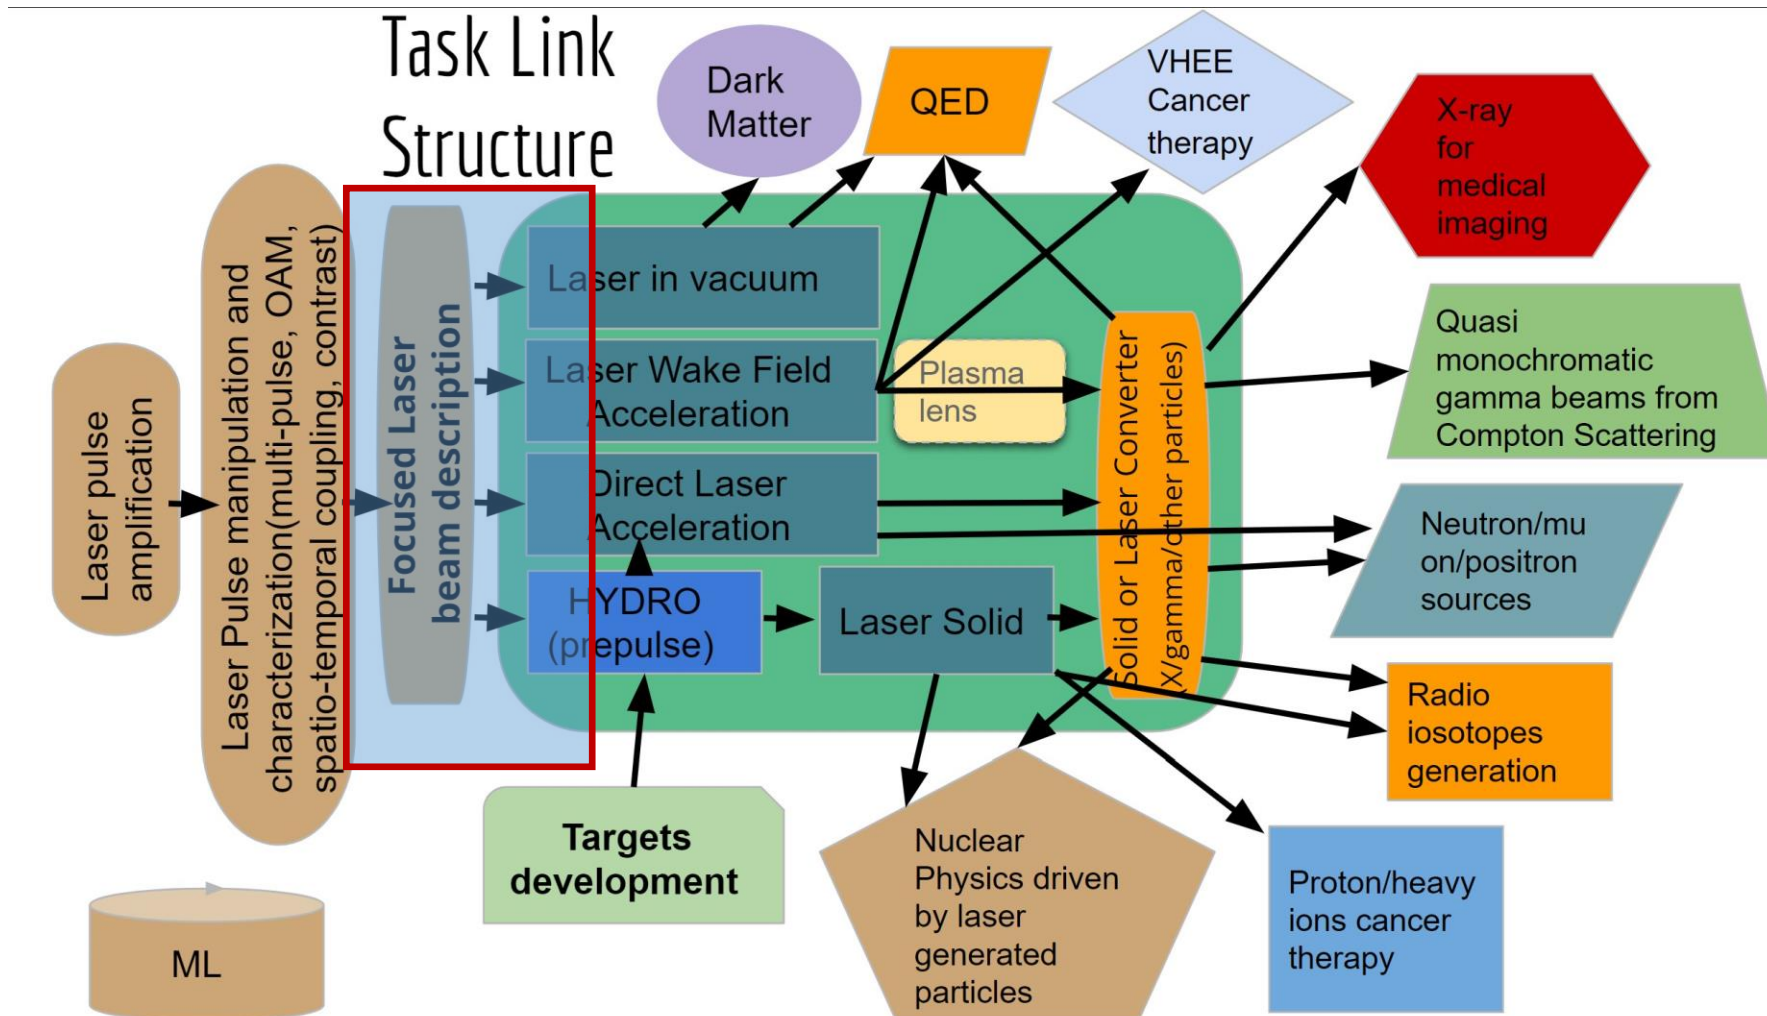 Task Link
Structure
Dark
Matter
QED
VHEE
Cancer
therapy
X-ray
for
medical
imaging
Laser pulse
amplification
Laser Pulse manipulation and
characterization(multi-pulse, OAM,
spatio-temporal coupling, contrast)
Focused Laser
beam description
Laser in vacuum
Laser Wake Field
Acceleration
Plasma
lens
Direct Laser
Acceleration
HYDRO
(prepulse)
Laser Solid
Solid or Laser Converter
(X/gamma/other particles)
Quasi
monochromatic
gamma beams from
Compton Scattering
Neutron/mu
on/positron
sources
Radio
iosotopes
generation
Targets
development
Nuclear
Physics driven
by laser
generated
particles
Proton/heavy
ions cancer
therapy
ML